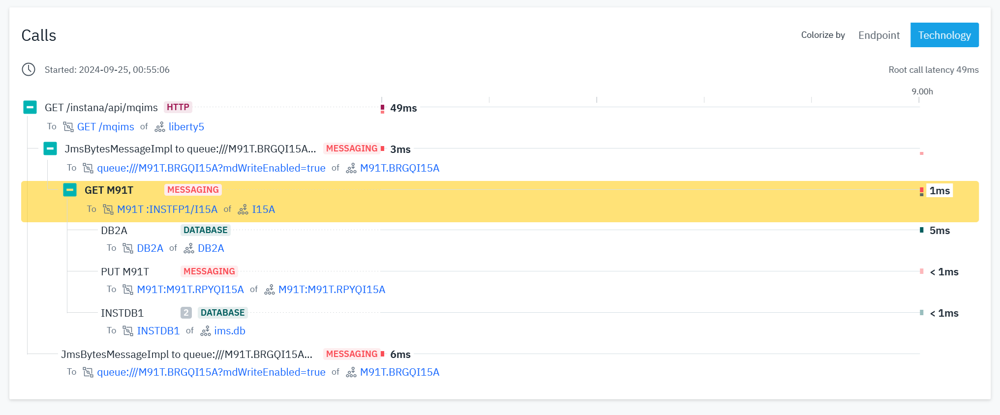 Calls
Colorize by Endpoint Technology
Started: 2024-09-25, 00:55:06
Root call latency 49ms
9.00h
GET /instana/api/mqims HTTP 49ms
To GET /mqims of liberty5
JmsBytesMessageImpl to queue:///M91T.BRGQI15A... MESSAGING 3ms
To queue:///M91T.BRGQI15A?mdWriteEnabled=true of M91T.BRGQI15A
GET M91T MESSAGING 1ms
To M91T :INSTFP1/I15A of I15A
DB2A DATABASE 5ms
To DB2A of DB2A
PUT M91T MESSAGING < 1ms
To M91T:M91T.RPYQI15A of M91T:M91T.RPYQI15A
INSTDB1 2 DATABASE < 1ms
To INSTDB1 of ims.db
JmsBytesMessageImpl to queue:///M91T.BRGQI15A... MESSAGING 6ms
To queue:///M91T.BRGQI15A?mdWriteEnabled=true of M91T.BRGQI15A